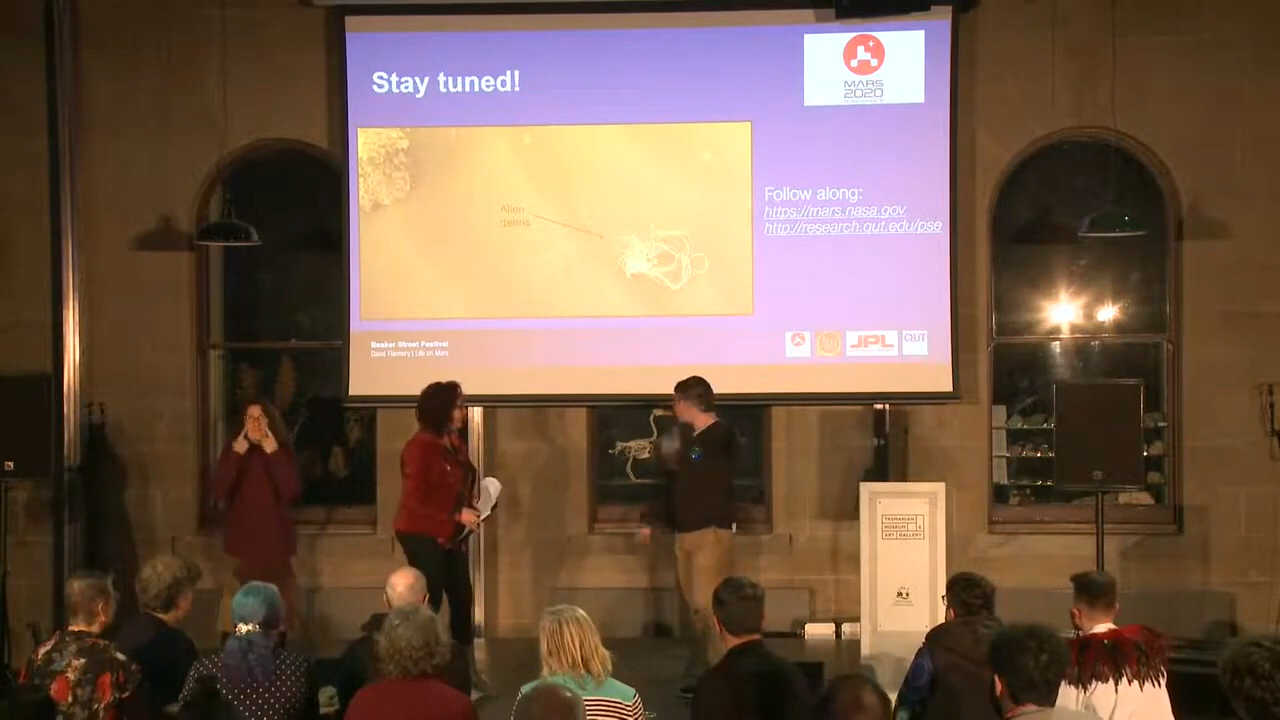 Stay tuned!
MARS
2020
Alien
debris
Follow along:
https://mars.nasa.gov
http://research.qut.edu/pse
Beaker Street Festival
David Flannery | Life on Mars
JPL
QUT
TASMANIAN
MUSEUM &
ART GALLERY